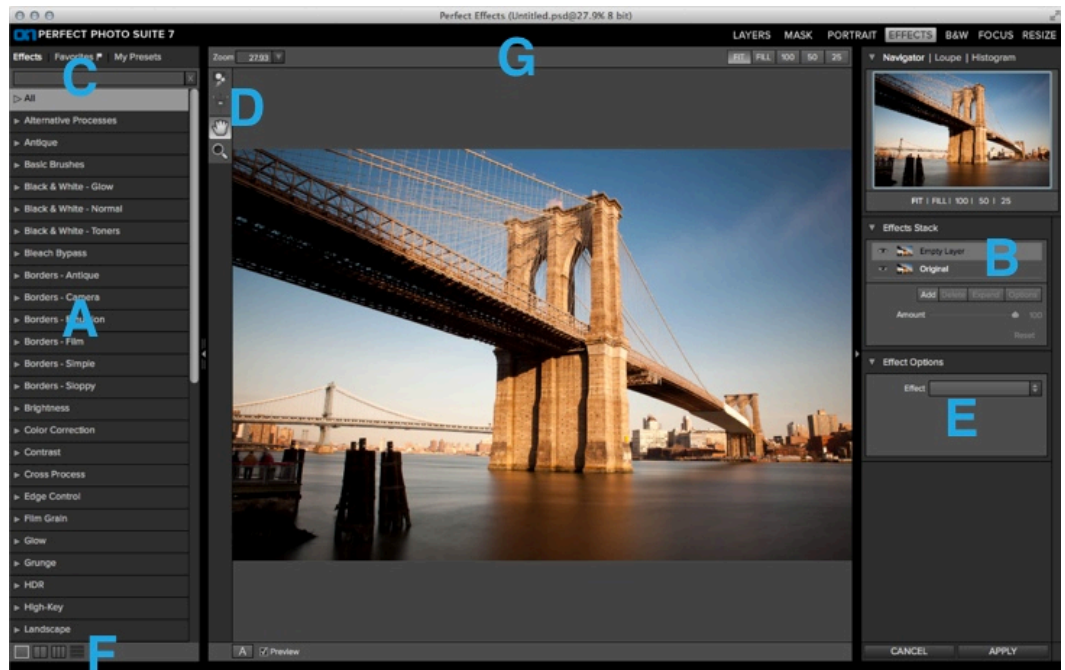 Perfect Effects (Untitled.psd@27.9% 8 bit)
on PERFECT PHOTO SUITE 7
LAYERS MASK PORTRAIT EFFECTS B&W FOCUS RESIZE
Effects | Favorites | My Presets
C
X
All
Alternative Processes
Antique
Basic Brushes
Black & White - Glow
Black & White - Normal
Black & White - Toners
Bleach Bypass
Borders - Antique
Borders - Camera
Borders -
A
Borders - Film
Borders - Simple
Borders - Sloppy
Brightness
Color Correction
Contrast
Cross Process
Edge Control
Film Grain
Glow
Grunge
HDR
High-Key
Landscape
F
Zoom 27.93
G
FIT FILL 100 50 25
D
A Preview
Navigator | Loupe | Histogram
FIT | FILL | 100 | 50 | 25
Effects Stack
Empty Layer
B
Original
Add Delete Expand Options
Amount 100
Reset
Effect Options
Effect
E
CANCEL APPLY